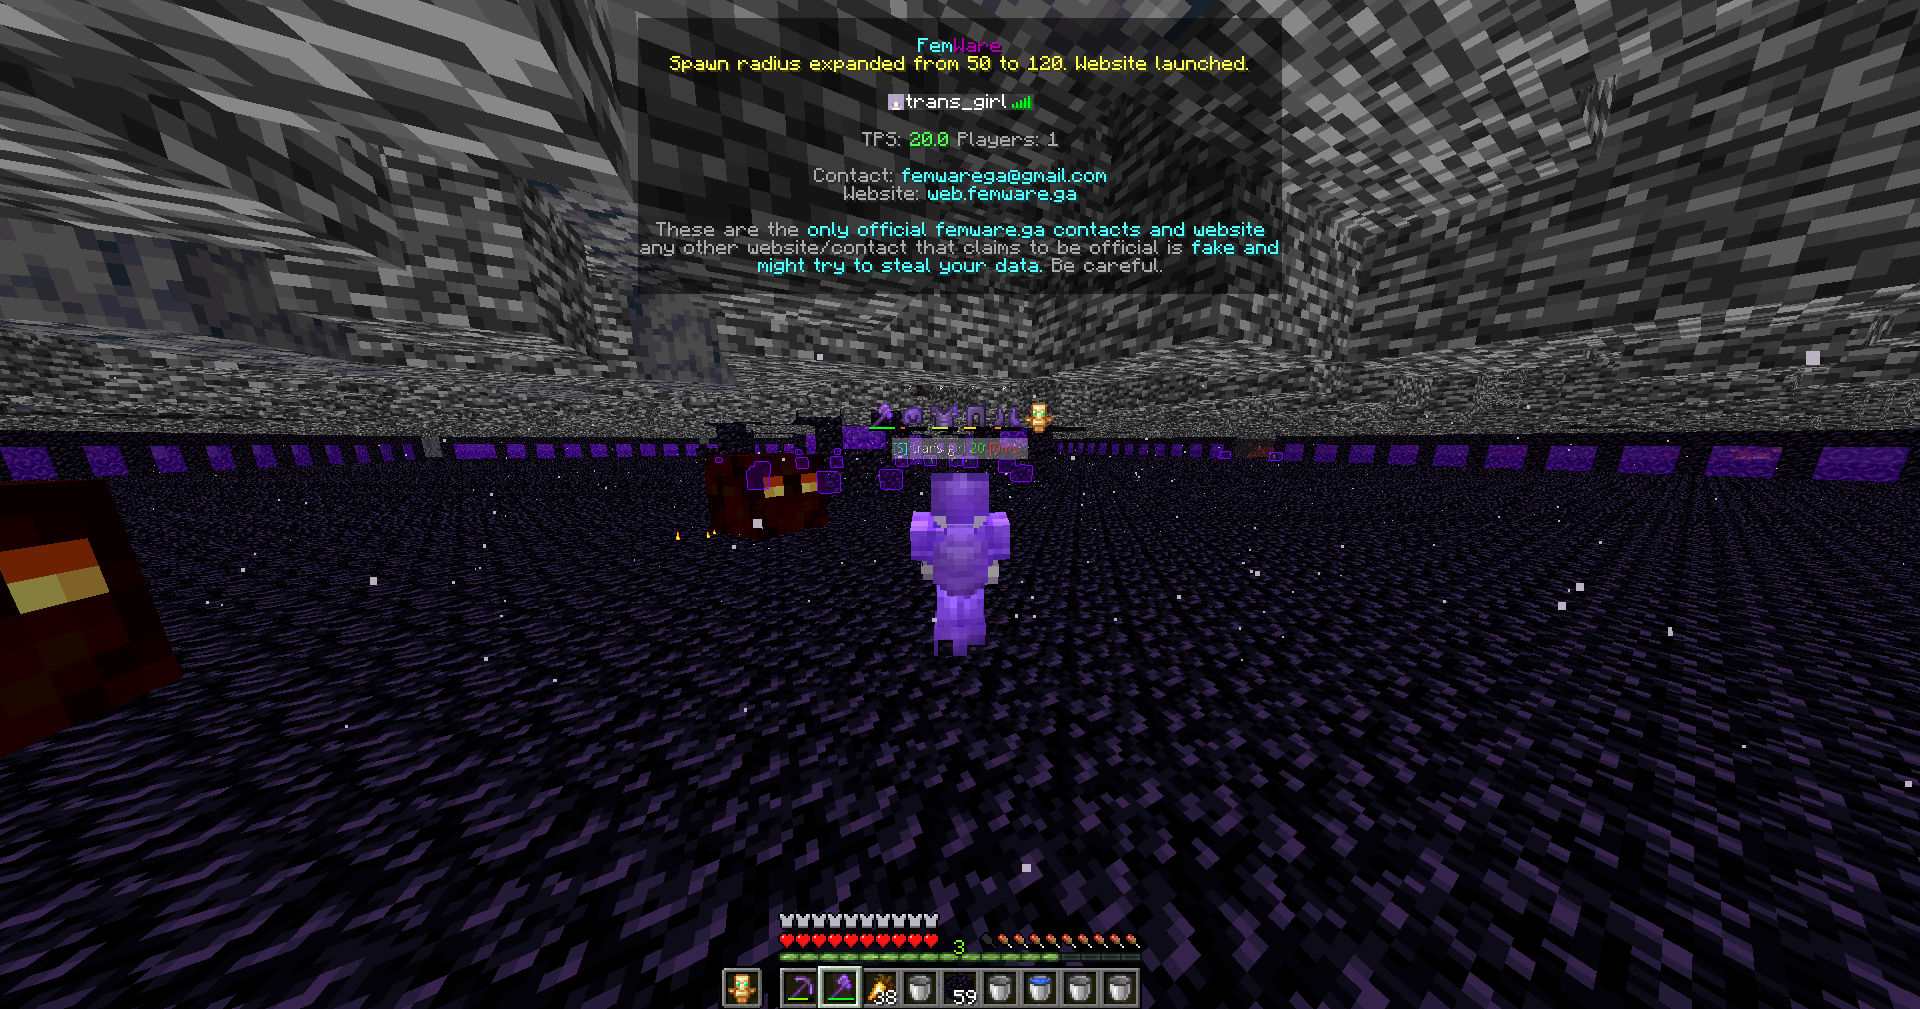 FemWare
Spawn radius expanded from 50 to 120. Website launched.
trans_girl
TPS: 20.0 Players: 1
Contact: femwarega@gmail.com
Website: web.femware.ga
These are the only official femware.ga contacts and website
any other website/contact that claims to be official is fake and
might try to steal your data. Be careful.
[S] trans_girl 20
3
38
59